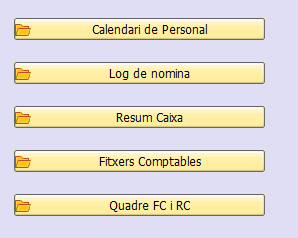 Calendari de Personal
Log de nomina
Resum Caixa
Fitxers Comptables
Quadre FC i RC